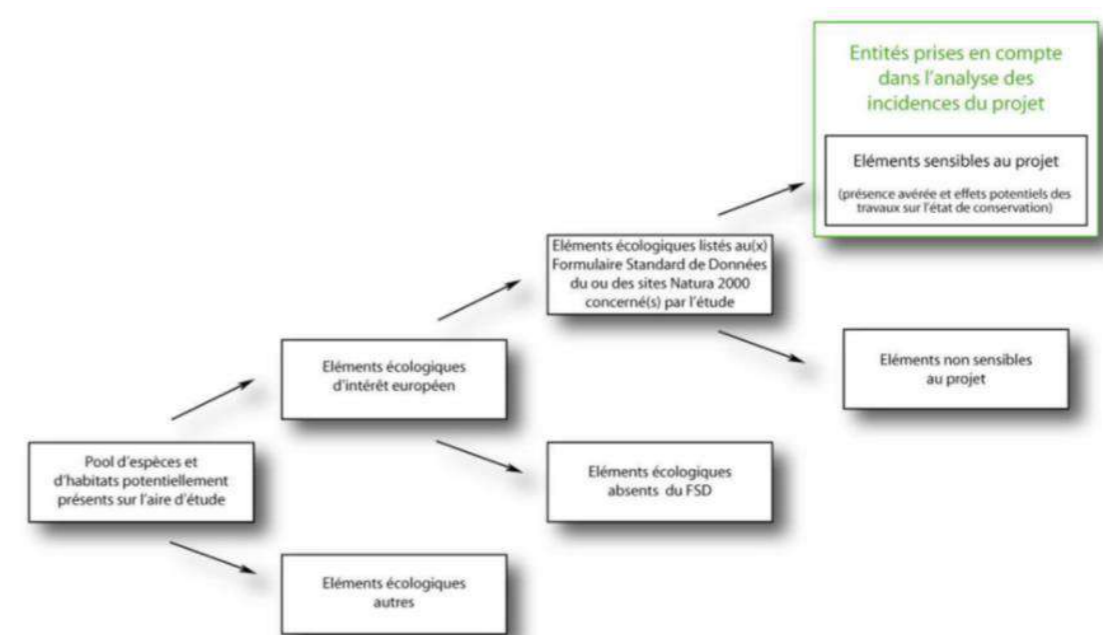 Entités prises en compte
dans l'analyse des
incidences du projet
Eléments sensibles au projet
(présence avérée et effets potentiels des
travaux sur l'état de conservation)
Eléments écologiques listés au(x)
Formulaire Standard de Données
du ou des sites Natura 2000
concerné(s) par l'étude
Eléments écologiques
d'intérêt européen
Eléments non sensibles
au projet
Pool d'espèces et
d'habitats potentiellement
présents sur l'aire d'étude
Eléments écologiques
absents du FSD
Eléments écologiques
autres